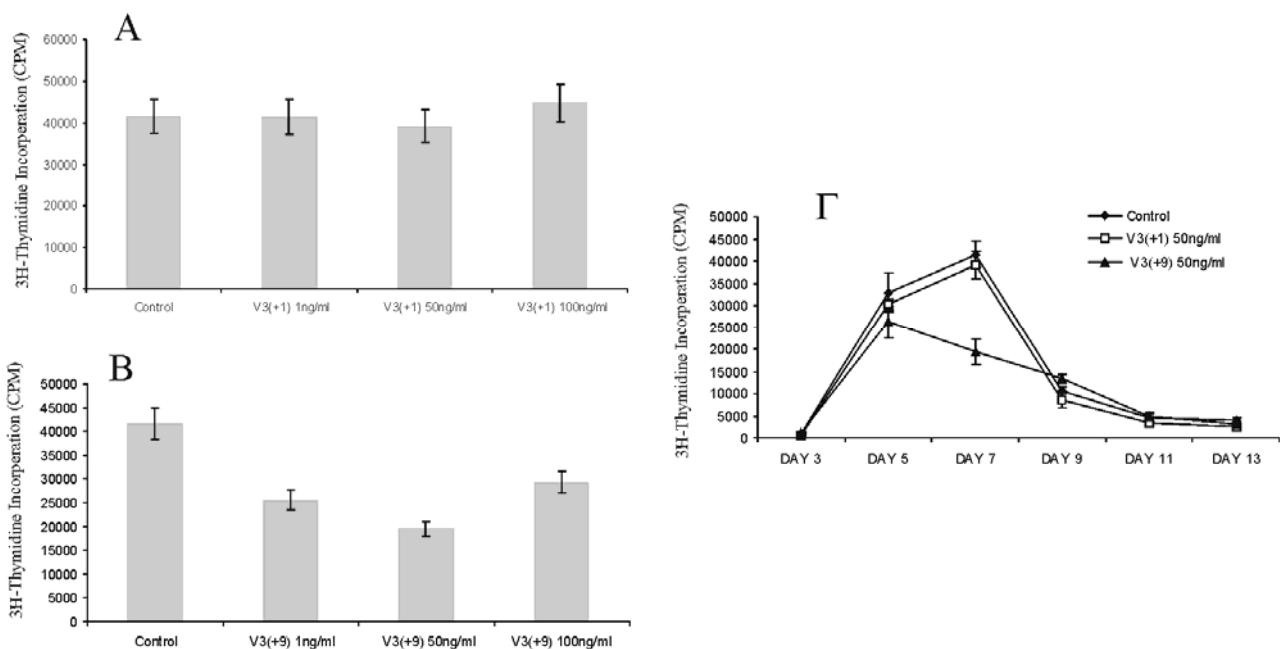 A
3H-Thymidine Incorperation (CPM)
60000
50000
40000
30000
20000
10000
0
Control
V3(+1) 1ng/ml
V3(+1) 50ng/ml
V3(+1) 100ng/ml
B
3H-Thymidine Incorperation (CPM)
50000
45000
40000
35000
30000
25000
20000
15000
10000
5000
0
Control
V3(+9) 1ng/ml
V3(+9) 50ng/ml
V3(+9) 100ng/ml
Γ
3H-Thymidine Incorperation (CPM)
50000
45000
40000
35000
30000
25000
20000
15000
10000
5000
0
DAY 3
DAY 5
DAY 7
DAY 9
DAY 11
DAY 13
Control
V3(+1) 50ng/ml
V3(+9) 50ng/ml